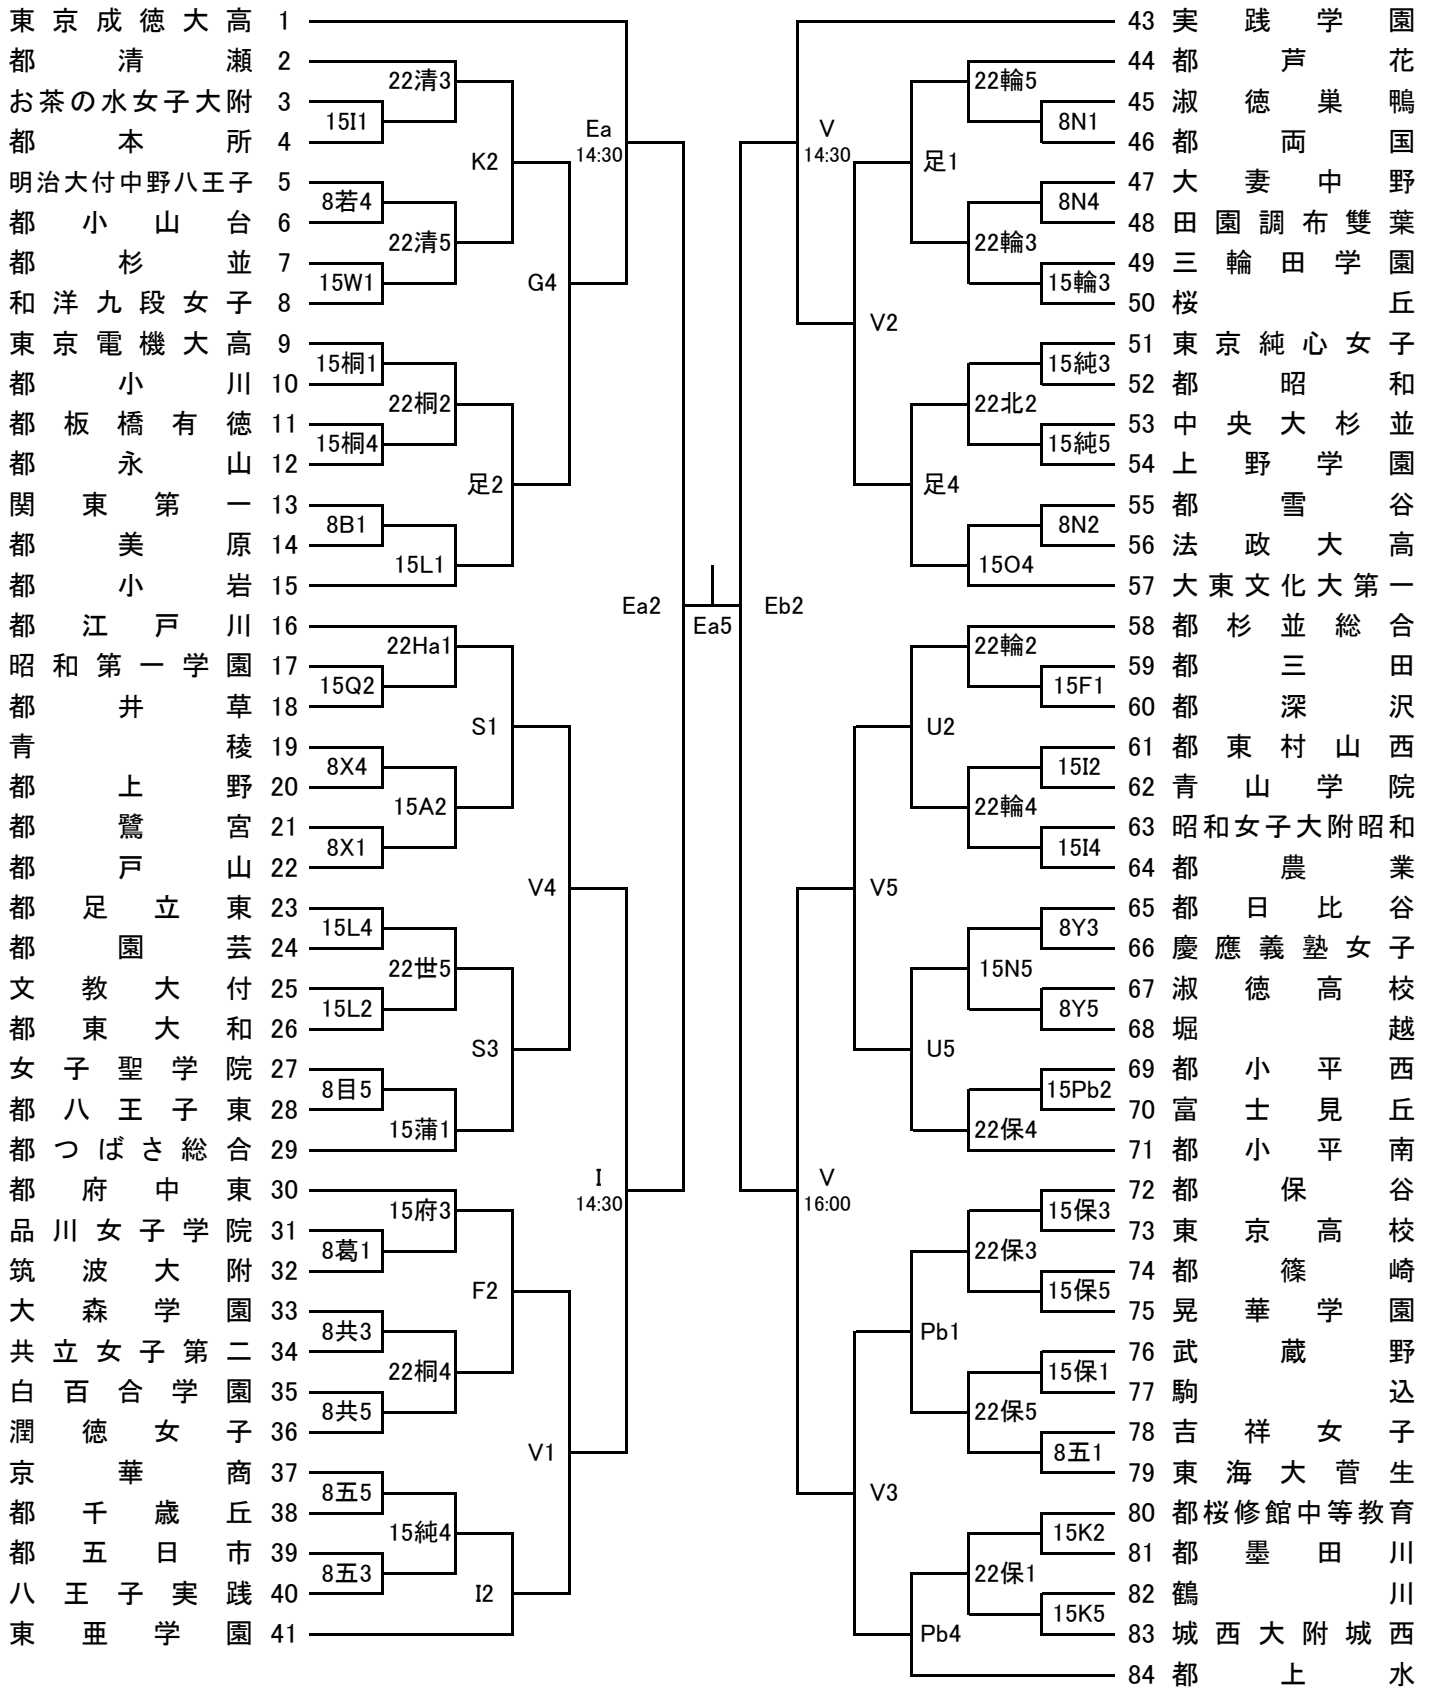 東京成徳大高 1
都清瀬 2
お茶の水女子大附 3
都本所 4
明治大付中野八王子 5
都小山台 6
都杉並 7
和洋九段女子 8
東京電機大高 9
都小川 10
都板橋有徳 11
都永山 12
関東第一 13
都美原 14
都小岩 15
都江戸川 16
昭和第一学園 17
都井草 18
青稜 19
都上野 20
都鷺宮 21
都戸山 22
都足立東 23
都園芸 24
文教大付 25
都東大和 26
女子聖学院 27
都八王子東 28
都つばさ総合 29
都府中東 30
品川女子学院 31
筑波大附 32
大森学園 33
共立女子第二 34
白百合学園 35
潤徳女子 36
京華商 37
都千歳丘 38
都五日市 39
八王子実践 40
東亜学園 41
22清3
15I1
8若4
22清5
15W1
15桐1
22桐2
15桐4
8B1
15L1
22Ha1
15Q2
8X4
15A2
8X1
15L4
22世5
15L2
8目5
15蒲1
15府3
8葛1
8共3
22桐4
8共5
8五5
15純4
8五3
K2
足2
S1
S3
F2
I2
G4
V4
V1
Ea
14:30
I
14:30
Ea2
Ea5
Eb2
V
14:30
V
16:00
V2
V5
V3
足1
足4
U2
U5
Pb1
Pb4
22輪5
8N1
8N4
22輪3
15輪3
15純3
22北2
15純5
8N2
15O4
22輪2
15F1
15I2
22輪4
15I4
8Y3
15N5
8Y5
15Pb2
22保4
15保3
22保3
15保5
15保1
22保5
8五1
15K2
22保1
15K5
43 実践学園
44 都芦花
45 淑徳巣鴨
46 都両国
47 大妻中野
48 田園調布雙葉
49 三輪田学園
50 桜丘
51 東京純心女子
52 都昭和
53 中央大杉並
54 上野学園
55 都雪谷
56 法政大高
57 大東文化大第一
58 都杉並総合
59 都三田
60 都深沢
61 都東村山西
62 青山学院
63 昭和女子大附昭和
64 都農業
65 都日比谷
66 慶應義塾女子
67 淑徳高校
68 堀越
69 都小平西
70 富士見丘
71 都小平南
72 都保谷
73 東京高校
74 都篠崎
75 晃華学園
76 武蔵野
77 駒込
78 吉祥女子
79 東海大菅生
80 都桜修館中等教育
81 都墨田川
82 鶴川
83 城西大附城西
84 都上水